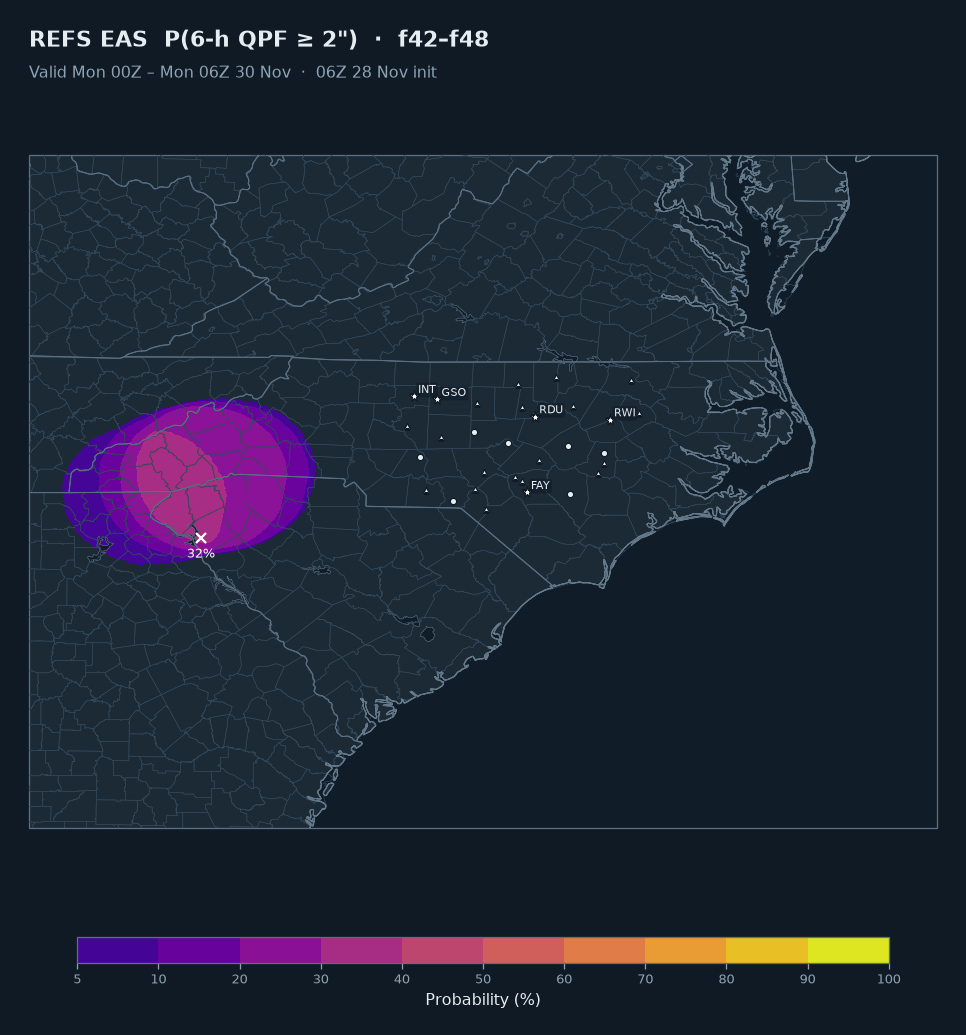 REFS EAS  P(6-h QPF ≥ 2")  ·  f42–f48
Valid Mon 00Z – Mon 06Z 30 Nov  ·  06Z 28 Nov init
INT
GSO
RDU
RWI
FAY
32%
5 10 20 30 40 50 60 70 80 90 100
Probability (%)